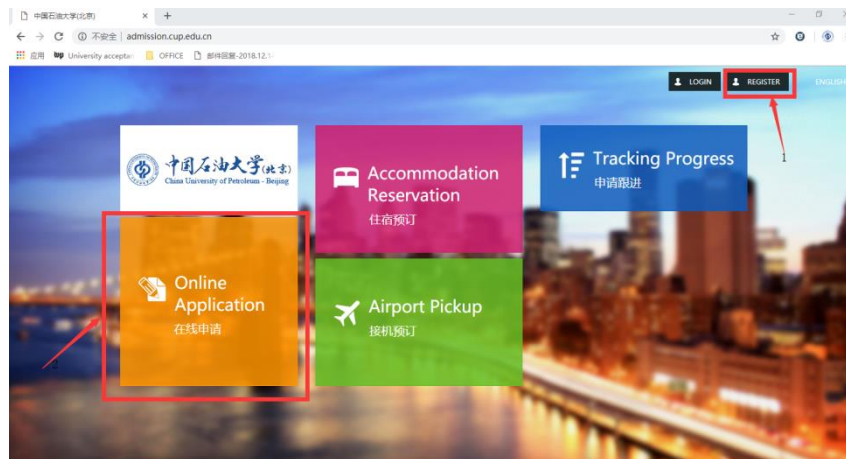 中国石油大学(北京)
不安全 admission.cup.edu.cn
应用 University accepta OFFICE 邮件回复-2018.12.1
LOGIN REGISTER ENGLISH
1
中国石油大学(北京)
China University of Petroleum - Beijing
Accommodation
Reservation
住宿预订
Tracking Progress
申请跟进
Online
Application
在线申请
Airport Pickup
接机预订
2